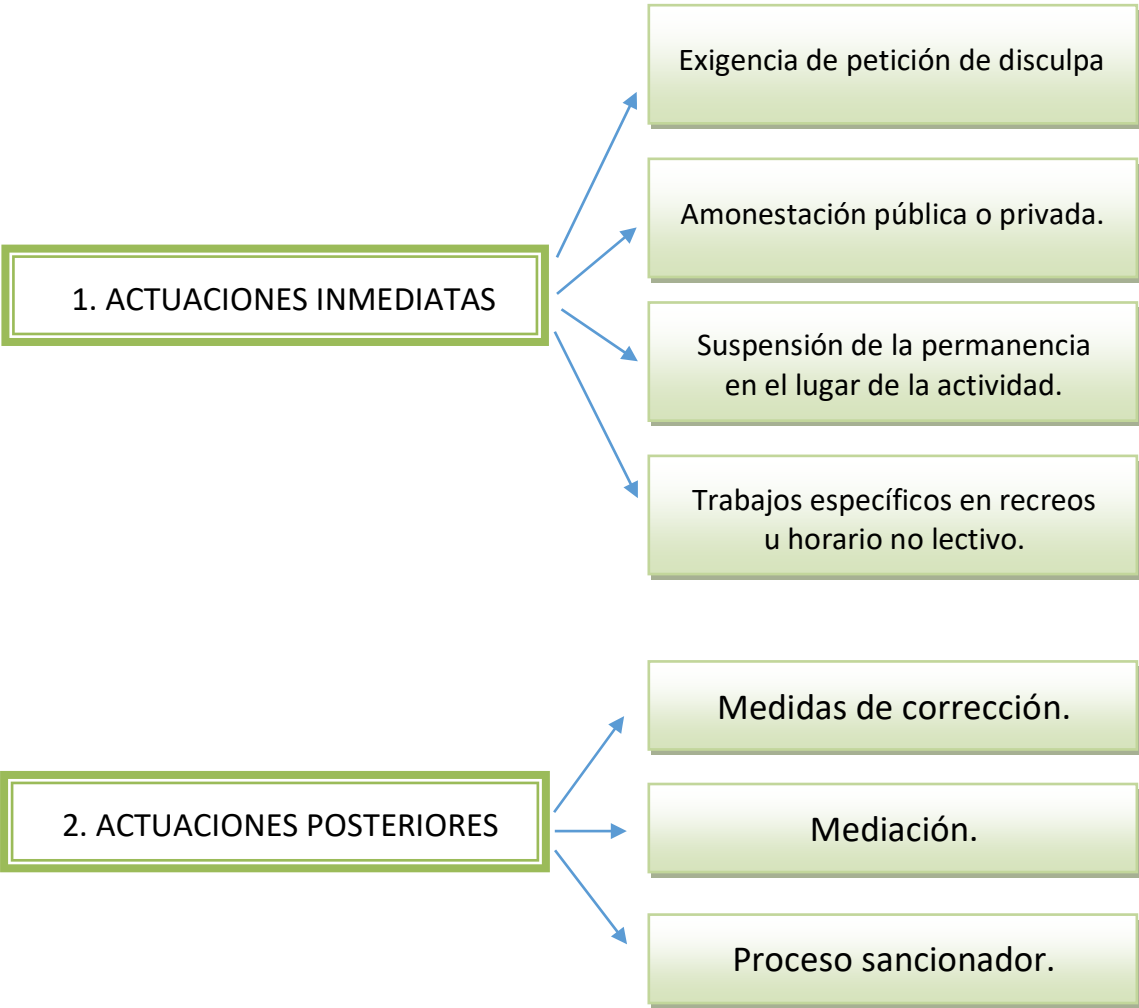 Exigencia de petición de disculpa
Amonestación pública o privada.
1. ACTUACIONES INMEDIATAS
Suspensión de la permanencia
en el lugar de la actividad.
Trabajos específicos en recreos
u horario no lectivo.
Medidas de corrección.
2. ACTUACIONES POSTERIORES
Mediación.
Proceso sancionador.